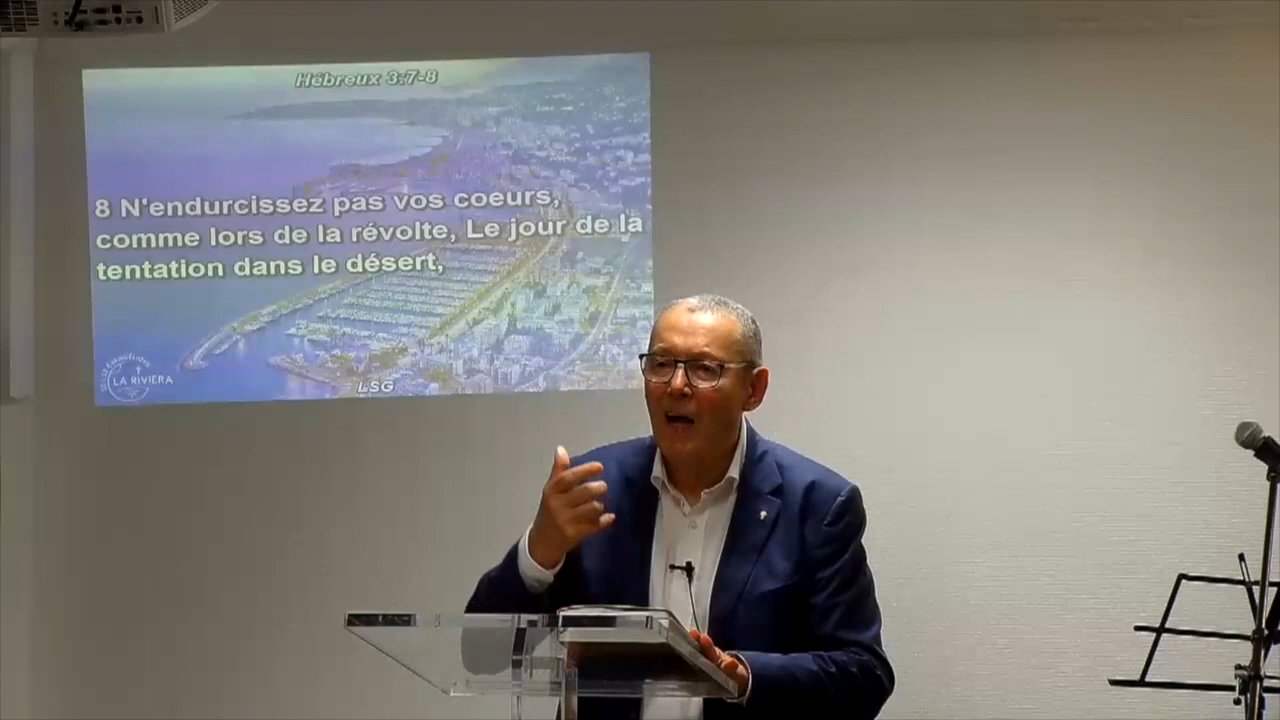 Hébreux 3:7-8
8 N'endurcissez pas vos coeurs,
comme lors de la révolte, Le jour de la
tentation dans le désert,
LA RIVIERA
LSG